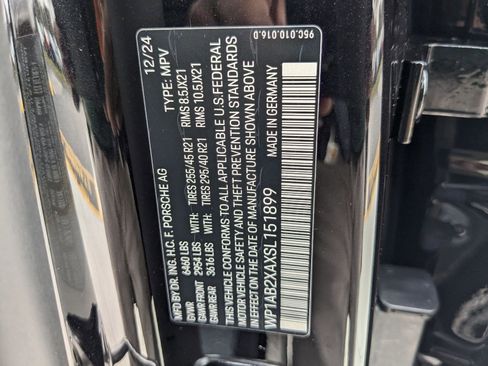 95C.010.016.D
MFD BY DR. ING. H.C. F. PORSCHE AG 12/24
GVWR 6460 LBS TYPE: MPV
GAWR FRONT 2954 LBS WITH: TIRES 255/45 R21 RIMS 8.5JX21
GAWR REAR 3616 LBS WITH: TIRES 295/40 R21 RIMS 10.5JX21
THIS VEHICLE CONFORMS TO ALL APPLICABLE U.S. FEDERAL
MOTOR VEHICLE SAFETY AND THEFT PREVENTION STANDARDS
IN EFFECT ON THE DATE OF MANUFACTURE SHOWN ABOVE
WP1AB2XAXSL151899 MADE IN GERMANY